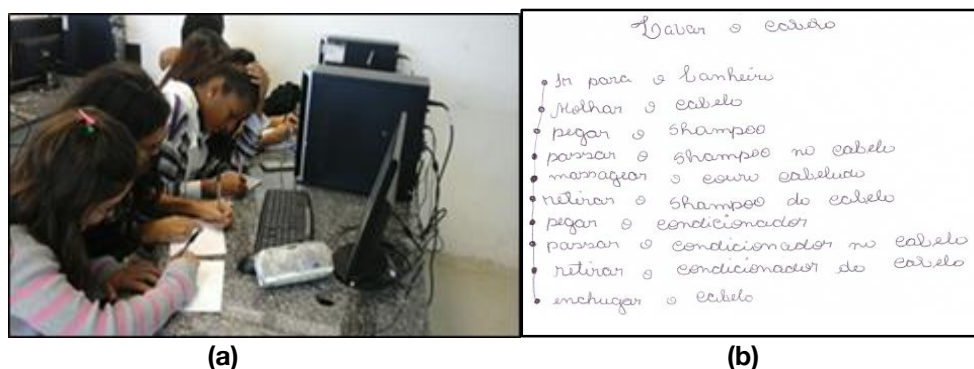 Lavar o cabelo
Ir para o banheiro
Molhar o cabelo
pegar o shampoo
passar o shampoo no cabelo
massagear o couro cabeludo
retirar o shampoo do cabelo
pegar o condicionador
passar o condicionador no cabelo
retirar o condicionador do cabelo
enchugar o cabelo
(a)
(b)